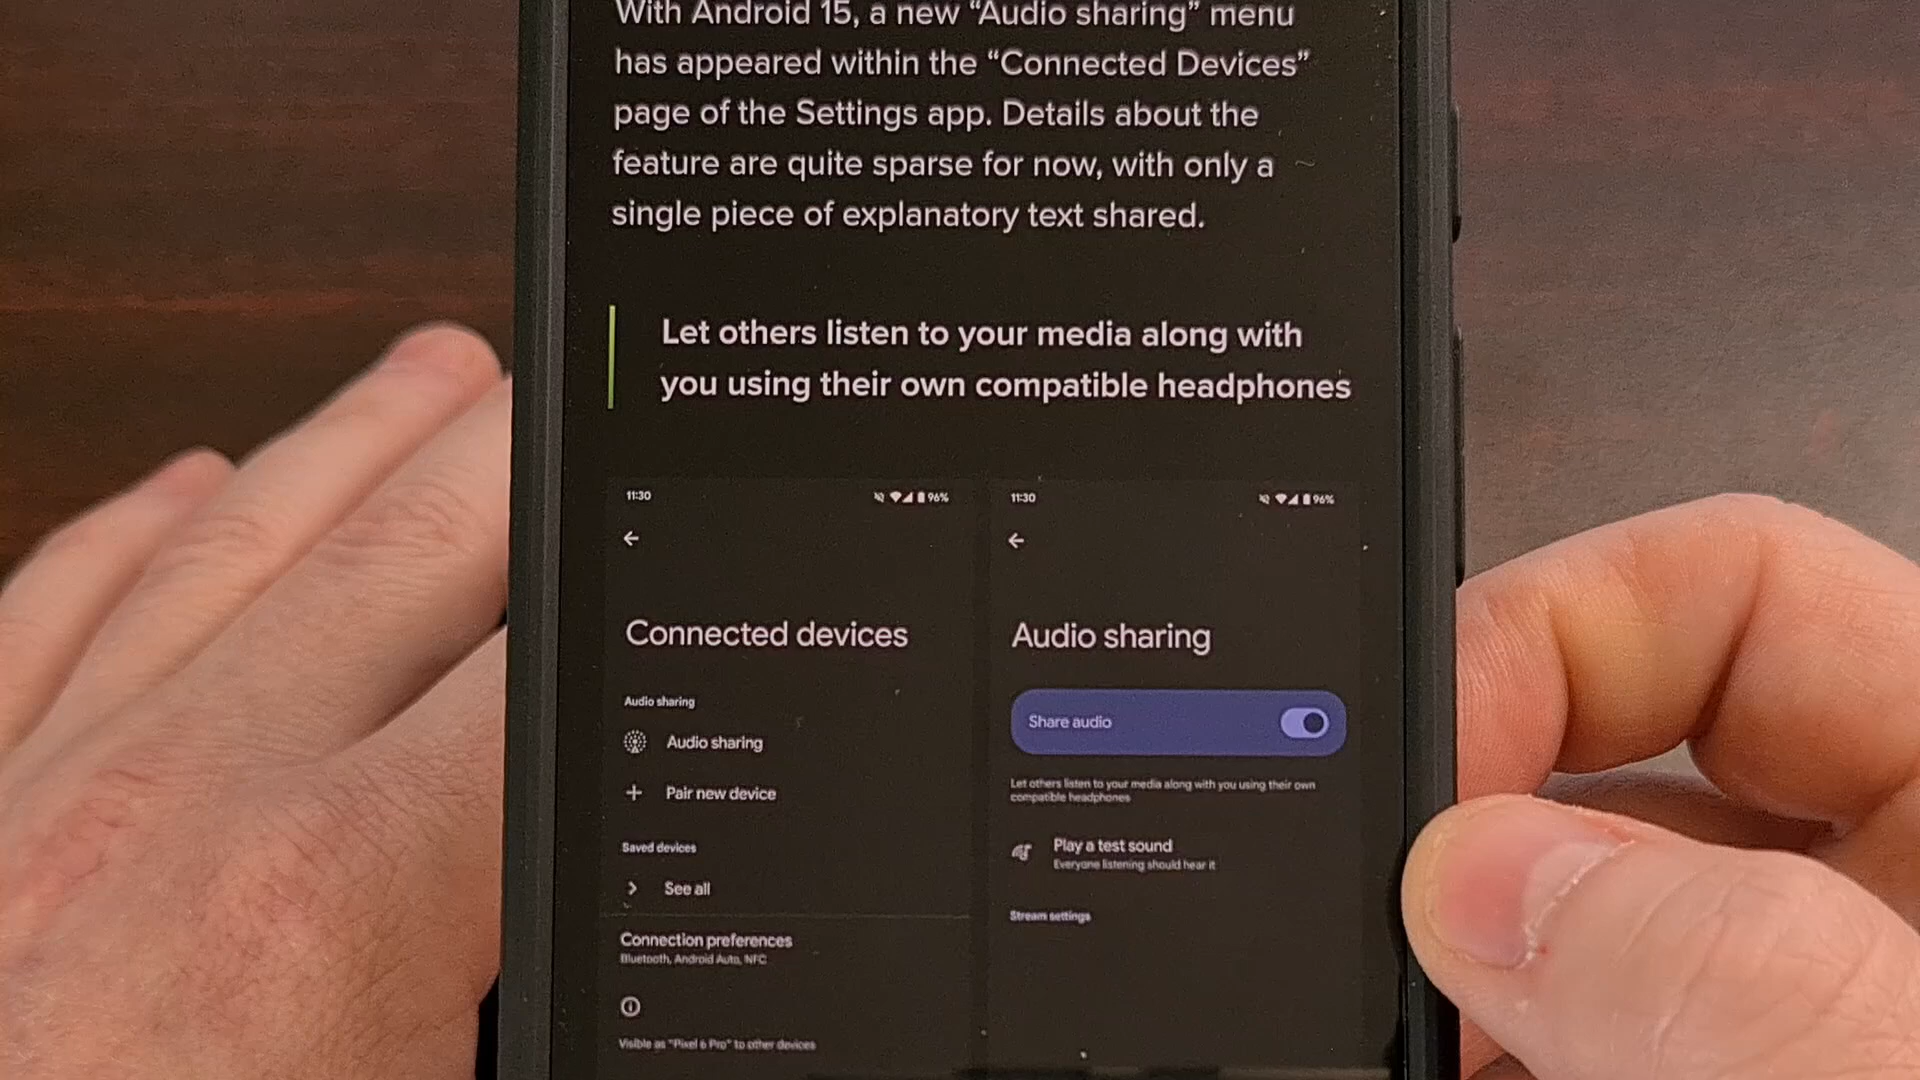 With Android 15, a new “Audio sharing” menu
has appeared within the “Connected Devices”
page of the Settings app. Details about the
feature are quite sparse for now, with only a
single piece of explanatory text shared.
Let others listen to your media along with
you using their own compatible headphones
11:30
96%
Connected devices
Audio sharing
Audio sharing
Pair new device
Saved devices
See all
Connection preferences
Bluetooth, Android Auto, NFC
Visible as "Pixel 6 Pro" to other devices
11:30
96%
Audio sharing
Share audio
Let others listen to your media along with you using their own
compatible headphones
Play a test sound
Everyone listening should hear it
Stream settings